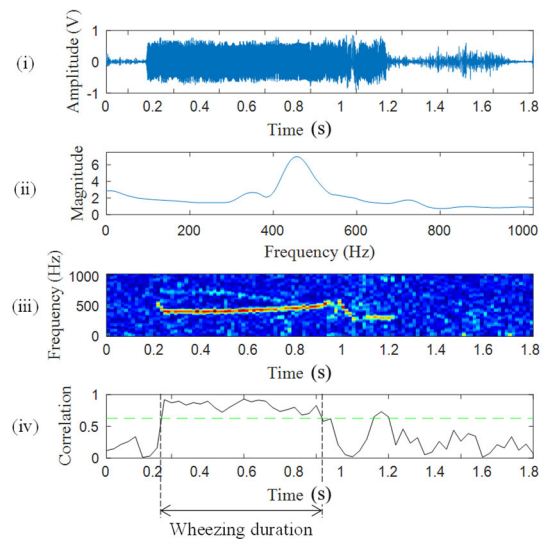 (i)
Amplitude (V)
1
0
-1
0 0.2 0.4 0.6 0.8 1 1.2 1.4 1.6 1.8
Time (s)
(ii)
Magnitude
6
4
2
0
0 200 400 600 800 1000
Frequency (Hz)
(iii)
Frequency (Hz)
1000
500
0
0 0.2 0.4 0.6 0.8 1 1.2 1.4 1.6 1.8
Time (s)
(iv)
Correlation
1
0.5
0
0 0.2 0.4 0.6 0.8 1 1.2 1.4 1.6 1.8
Time (s)
Wheezing duration